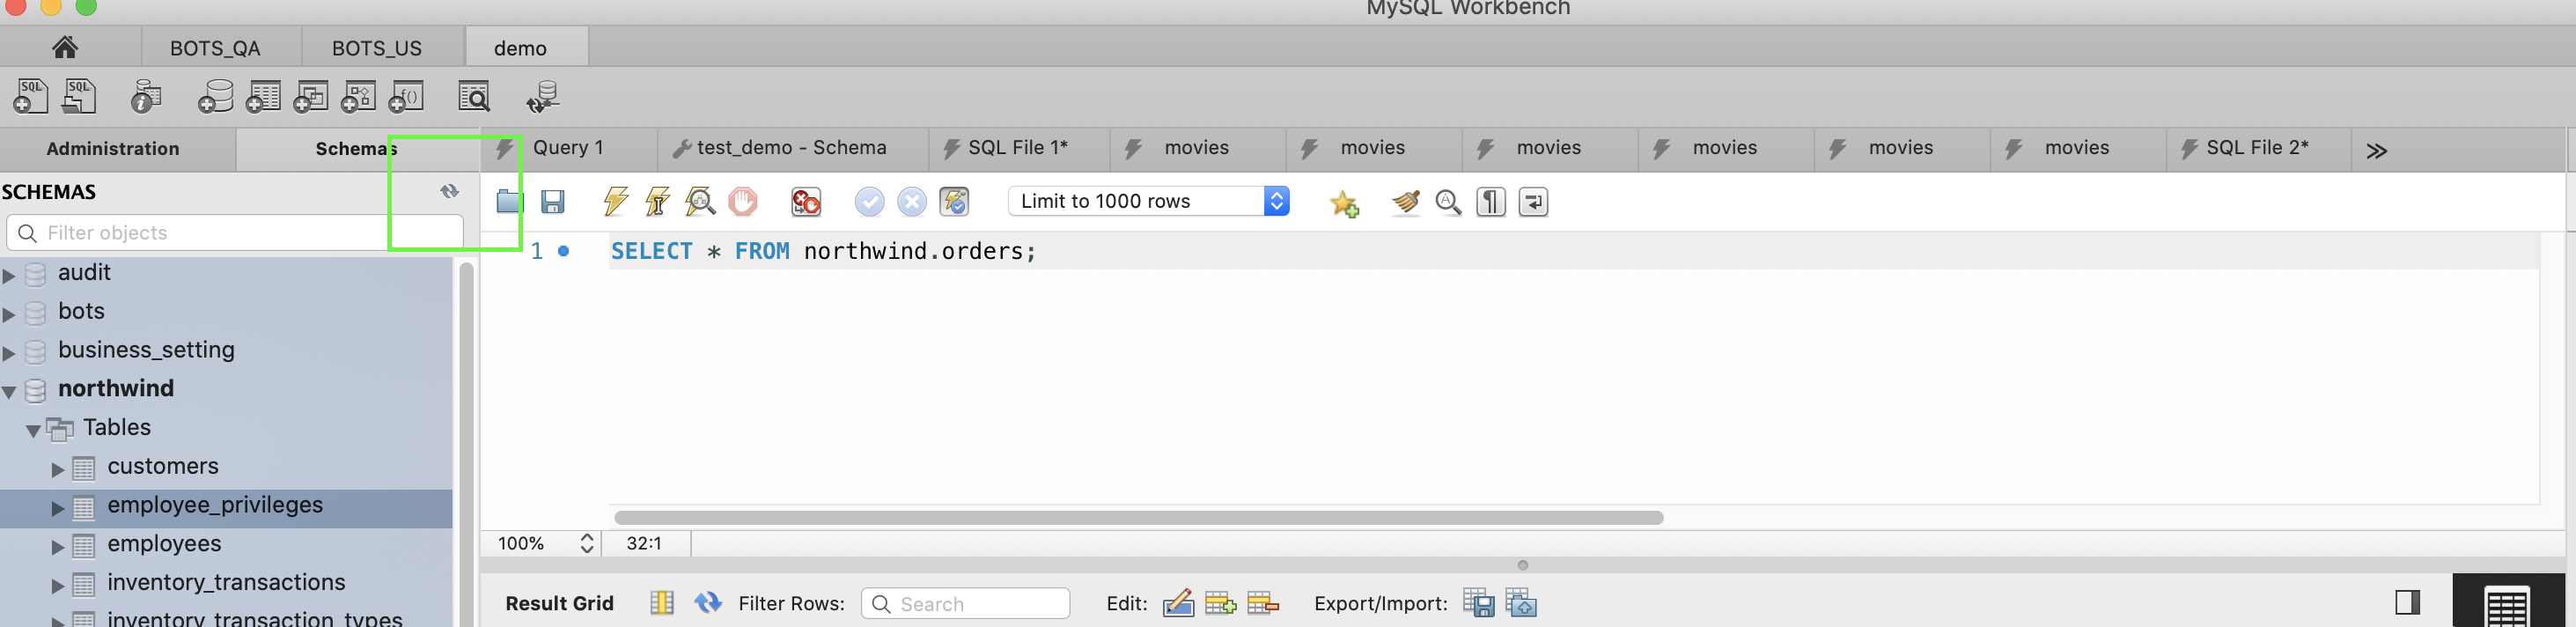 MySQL Workbench
BOTS_QA
BOTS_US
demo
SQL
SQL
f()
Administration
Schemas
Query 1
test_demo - Schema
SQL File 1*
movies
movies
movies
movies
movies
movies
SQL File 2*
SCHEMAS
Limit to 1000 rows
Filter objects
1
SELECT * FROM northwind.orders;
audit
bots
business_setting
northwind
Tables
customers
employee_privileges
employees
inventory_transactions
inventory_transaction_types
100%
32:1
Result Grid
Filter Rows:
Search
Edit:
Export/Import: